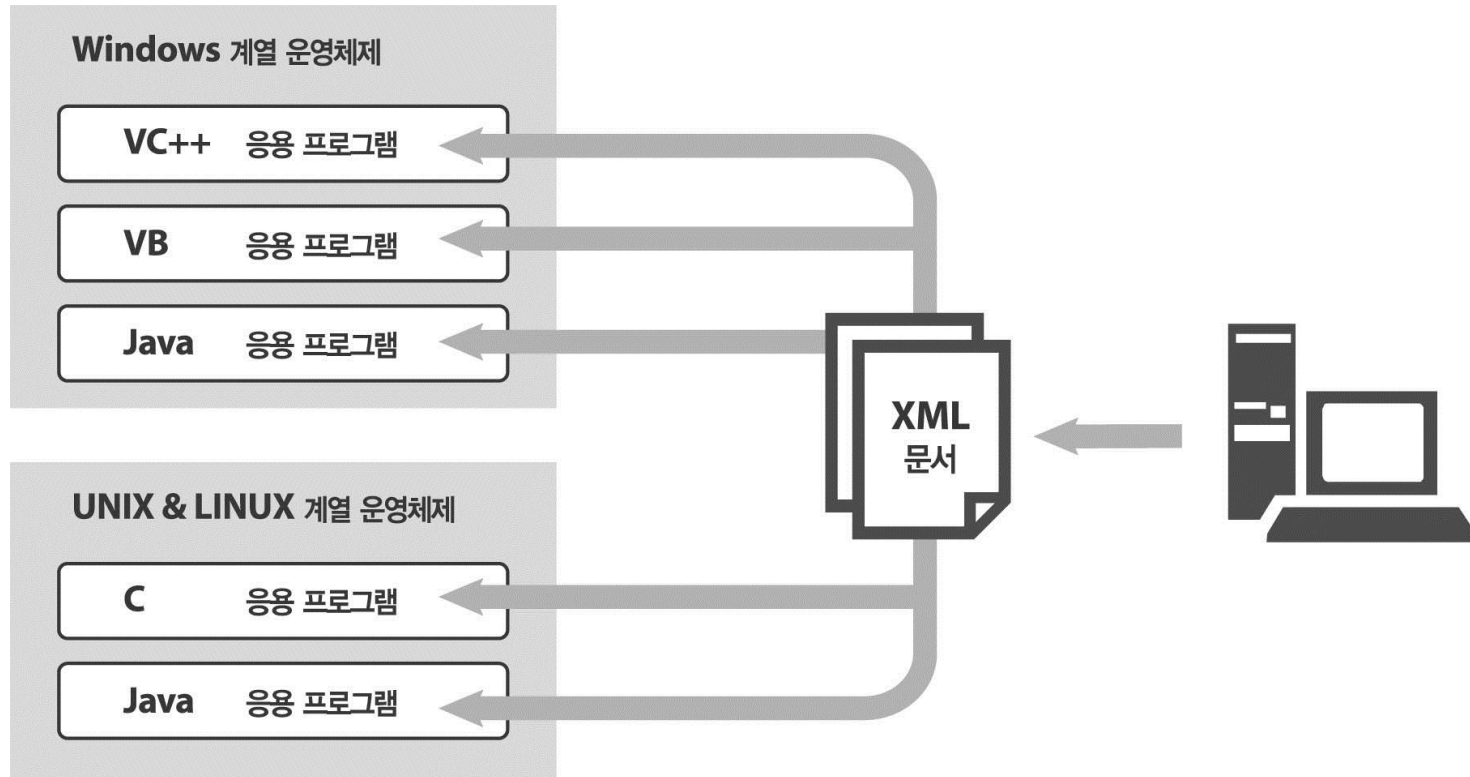 Windows 계열 운영체제
VC++ 응용 프로그램
VB 응용 프로그램
Java 응용 프로그램
XML
문서
UNIX & LINUX 계열 운영체제
C 응용 프로그램
Java 응용 프로그램